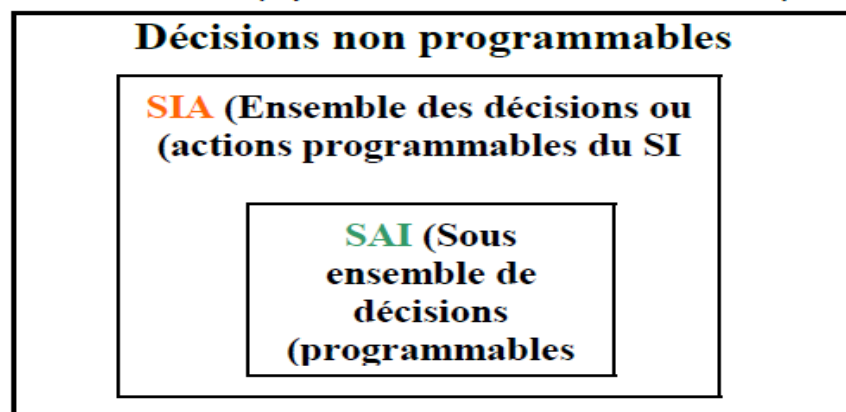 Décisions non programmables
SIA (Ensemble des décisions ou
(actions programmables du SI
SAI (Sous
ensemble de
décisions
(programmables